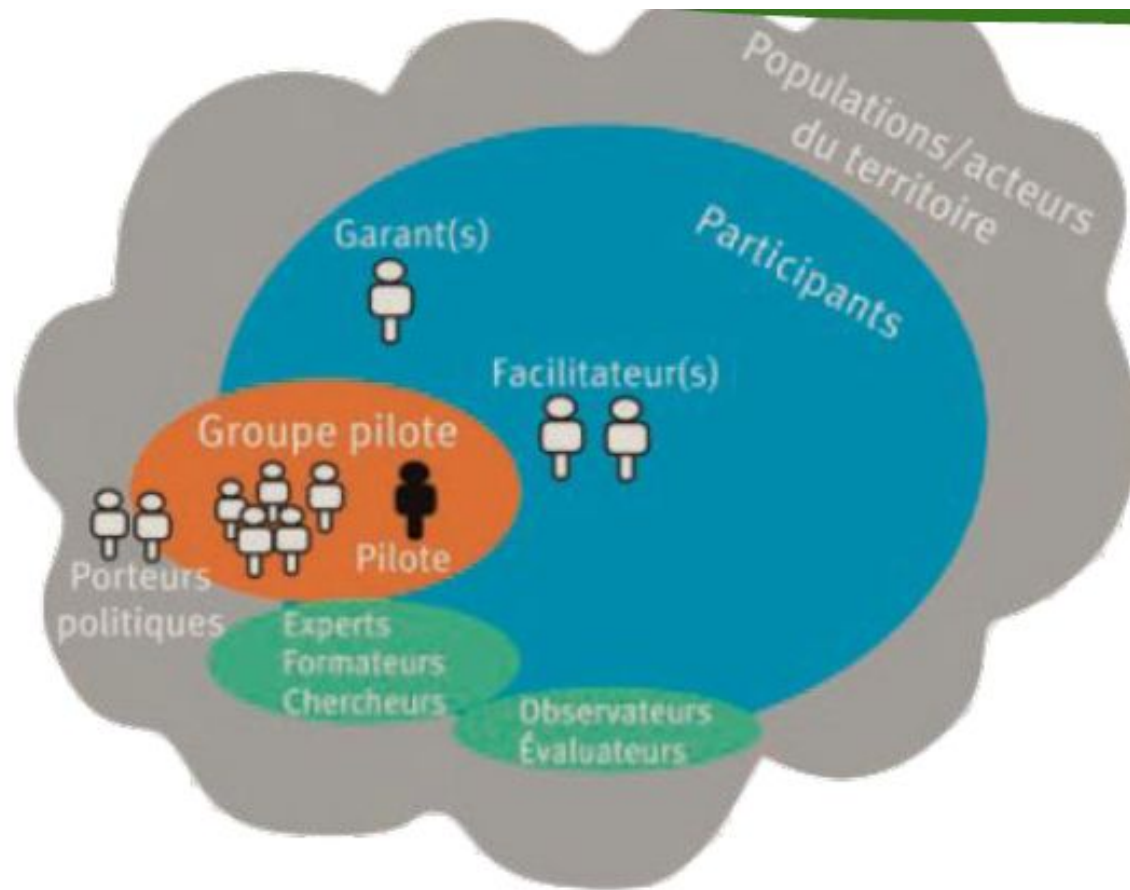 Populations/acteurs
du territoire
Participants
Garant(s)
Facilitateur(s)
Groupe pilote
Pilote
Porteurs
politiques
Experts
Formateurs
Chercheurs
Observateurs
Évaluateurs